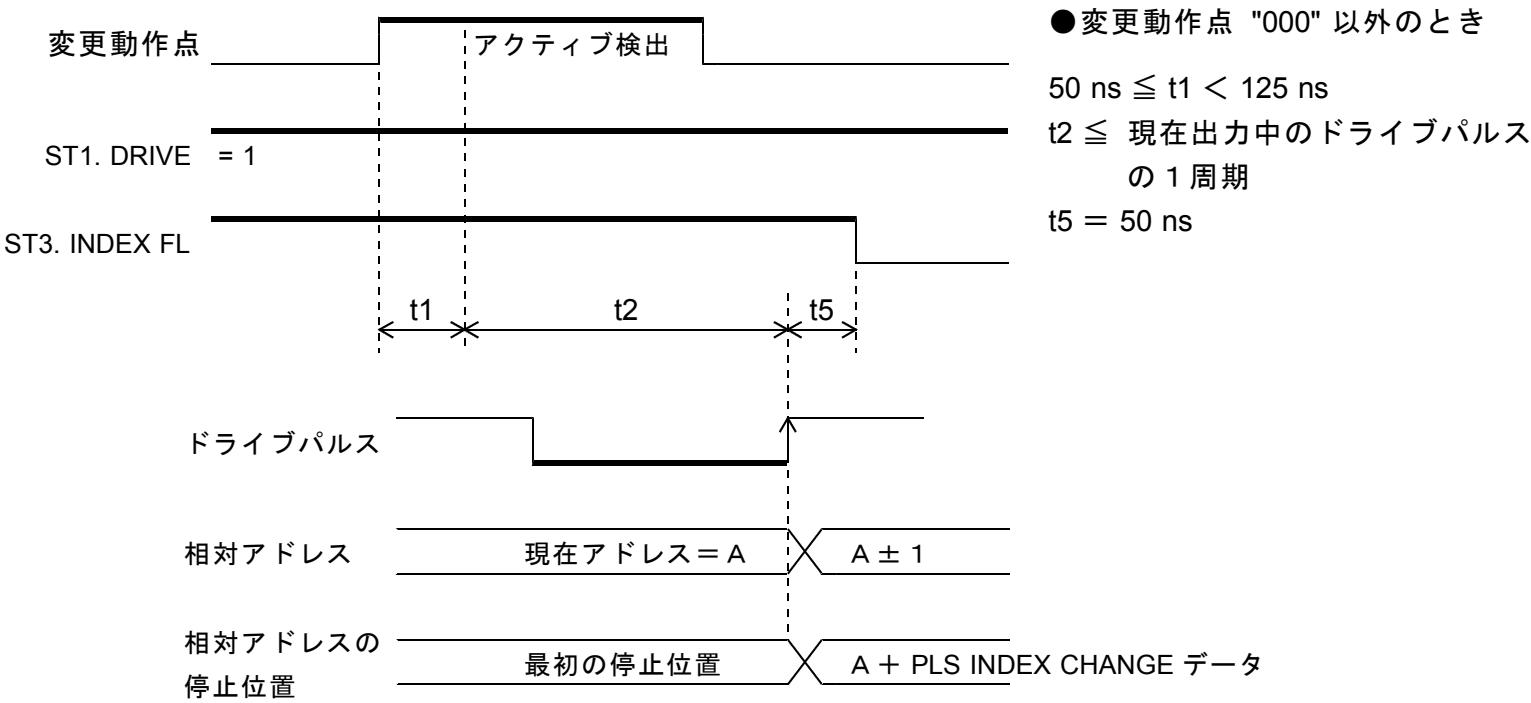 ●変更動作点 "000" 以外のとき
変更動作点
アクティブ検出
50 ns ≦ t1 < 125 ns
t2 ≦ 現在出力中のドライブパルス
の１周期
t5 = 50 ns
ST1. DRIVE = 1
ST3. INDEX FL
t1
t2
t5
ドライブパルス
相対アドレス
現在アドレス＝A
A ± 1
相対アドレスの
停止位置
最初の停止位置
A + PLS INDEX CHANGE データ